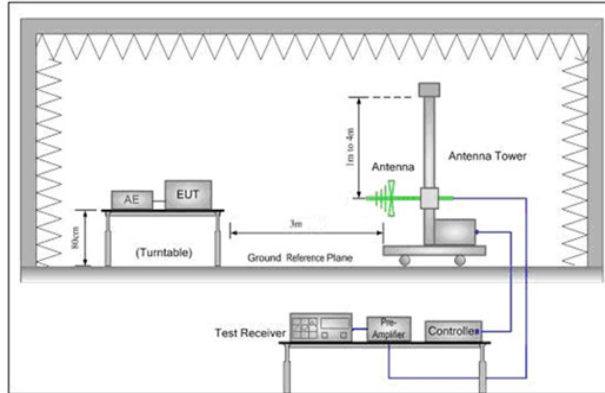 1m to 4m
Antenna
Antenna Tower
AE
EUT
80cm
3m
(Turntable)
Ground Reference Plane
Test Receiver
Pre-
Amplifier
Controller